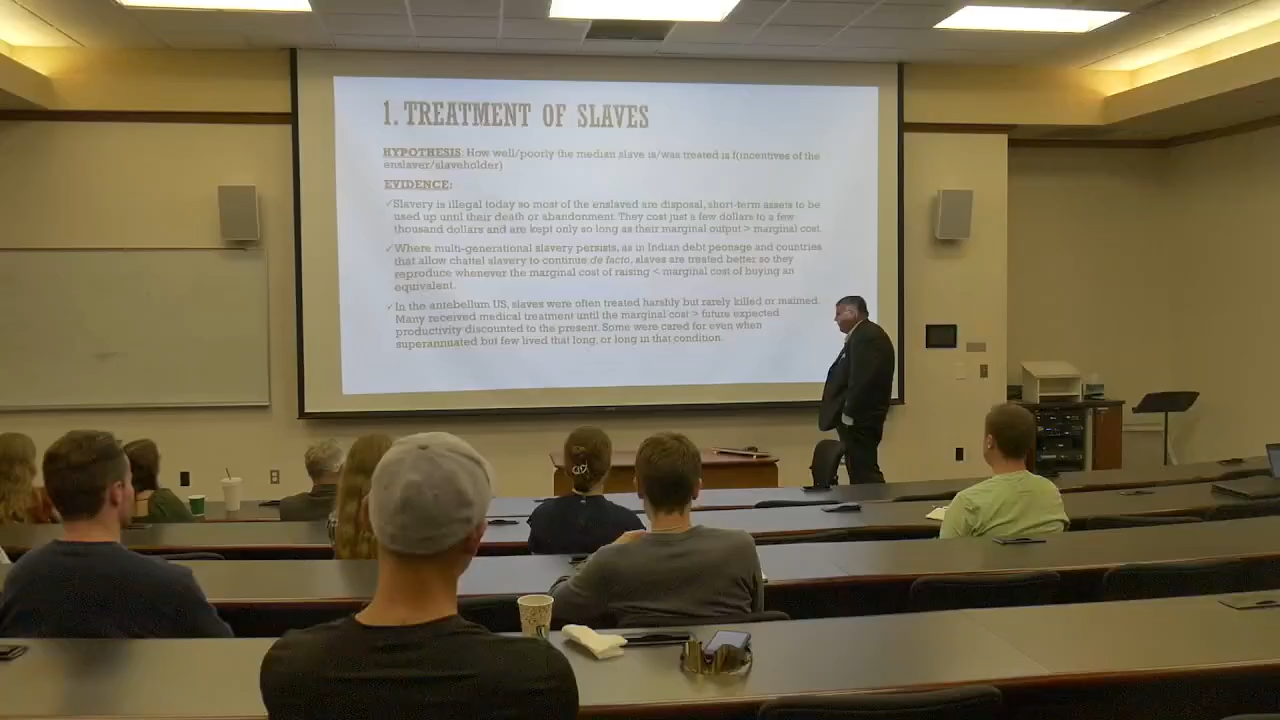 1. TREATMENT OF SLAVES
HYPOTHESIS: How well/poorly the median slave is/was treated is f(incentives of the
enslaver/slaveholder)
EVIDENCE:
✓Slavery is illegal today so most of the enslaved are disposal, short-term assets to be
used up until their death or abandonment. They cost just a few dollars to a few
thousand dollars and are kept only so long as their marginal output > marginal cost.
✓Where multi-generational slavery persists, as in Indian debt peonage and countries
that allow chattel slavery to continue de facto, slaves are treated better so they
reproduce whenever the marginal cost of raising < marginal cost of buying an
equivalent.
✓In the antebellum US, slaves were often treated harshly but rarely killed or maimed.
Many received medical treatment until the marginal cost > future expected
productivity discounted to the present. Some were cared for even when
superannuated but few lived that long, or long in that condition.